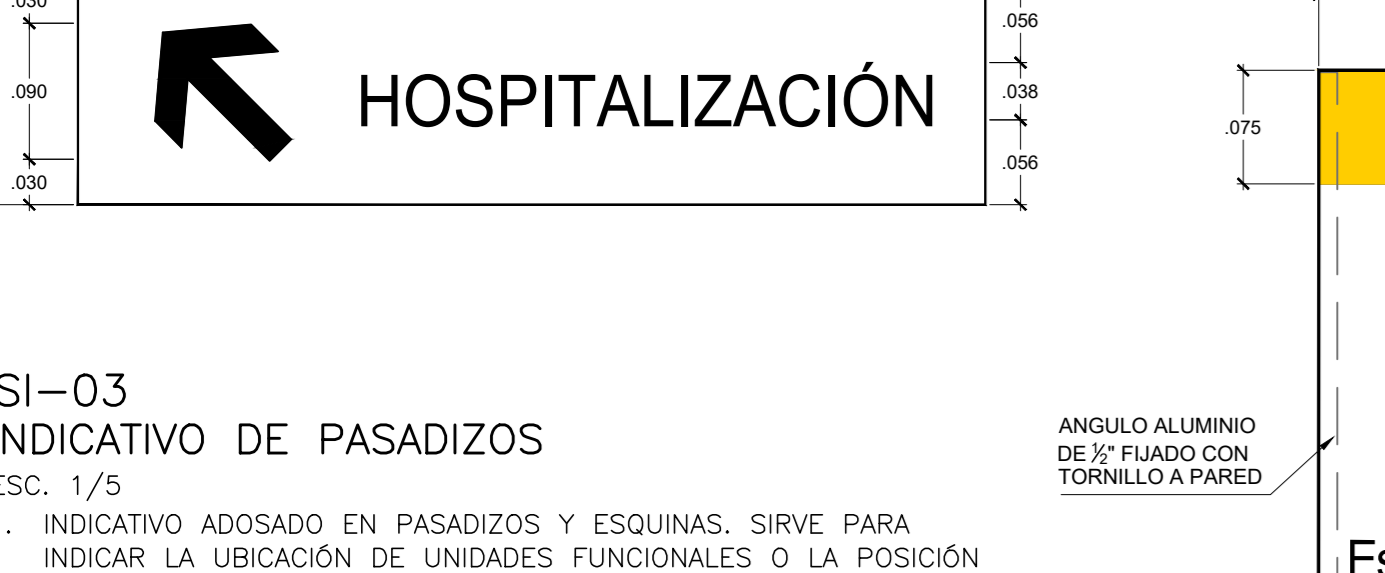 .030
.090
.030
HOSPITALIZACIÓN
.056
.038
.056
.075
SI-03
NDICATIVO DE PASADIZOS
ESC. 1/5
. INDICATIVO ADOSADO EN PASADIZOS Y ESQUINAS. SIRVE PARA
INDICAR LA UBICACIÓN DE UNIDADES FUNCIONALES O LA POSICIÓN
ANGULO ALUMINIO
DE ½" FIJADO CON
TORNILLO A PARED
Es